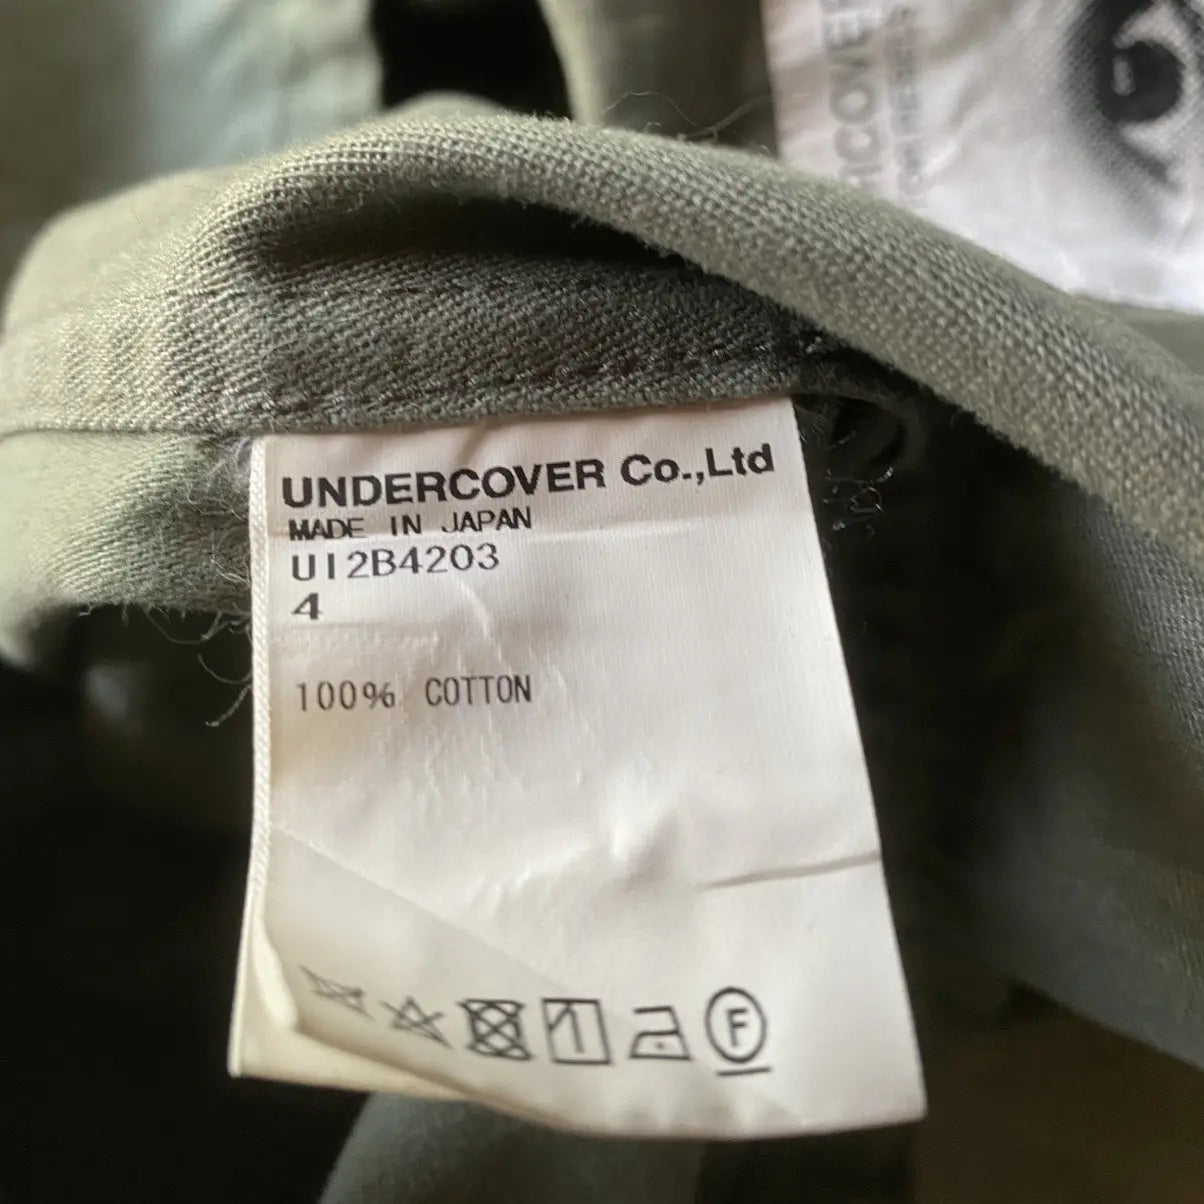 UNDERCOVER Co.,Ltd
MADE IN JAPAN
UI2B4203
4
100% COTTON
F